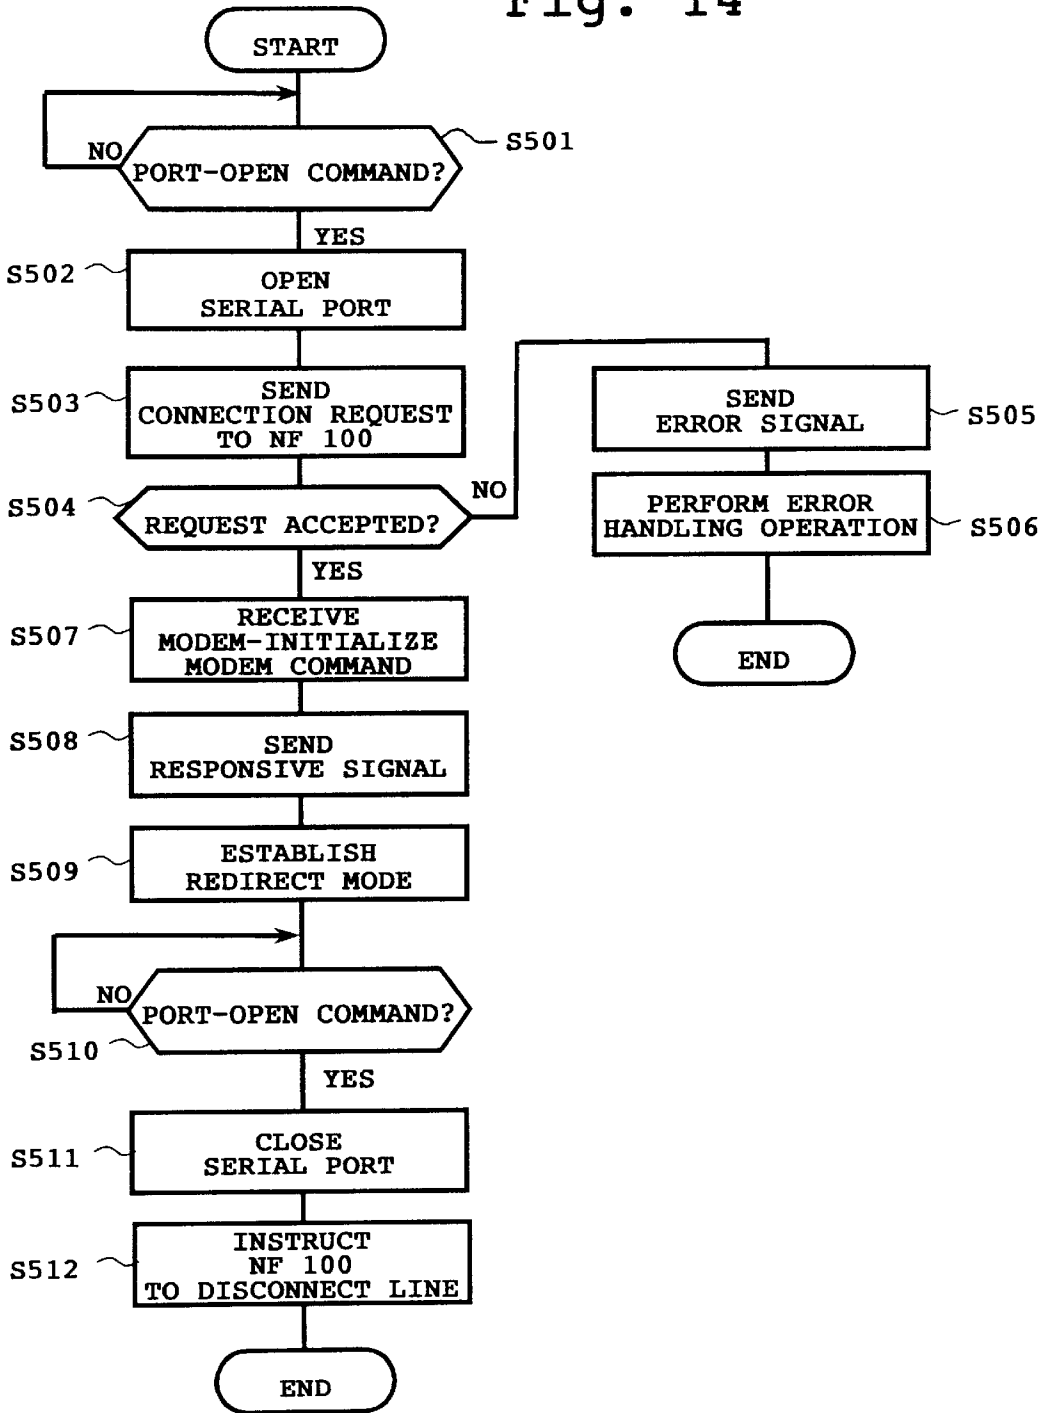 Fig. 14
START
NO
PORT-OPEN COMMAND?
S501
YES
S502
OPEN
SERIAL PORT
S503
SEND
CONNECTION REQUEST
TO NF 100
S504
REQUEST ACCEPTED?
NO
SEND
ERROR SIGNAL
S505
PERFORM ERROR
HANDLING OPERATION
S506
END
YES
S507
RECEIVE
MODEM-INITIALIZE
MODEM COMMAND
S508
SEND
RESPONSIVE SIGNAL
S509
ESTABLISH
REDIRECT MODE
NO
PORT-OPEN COMMAND?
S510
YES
S511
CLOSE
SERIAL PORT
S512
INSTRUCT
NF 100
TO DISCONNECT LINE
END